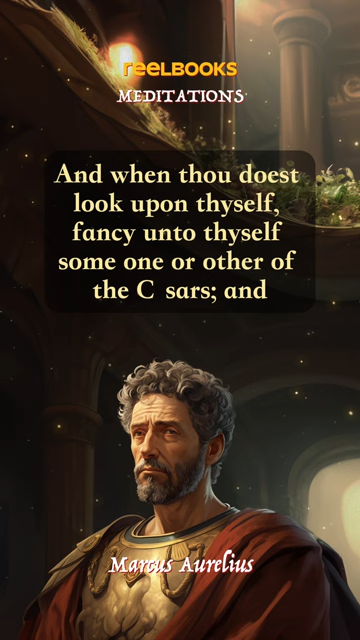 reelBOOKS
MEDITATIONS
And when thou doest
look upon thyself,
fancy unto thyself
some one or other of
the C sars; and
Marcus Aurelius